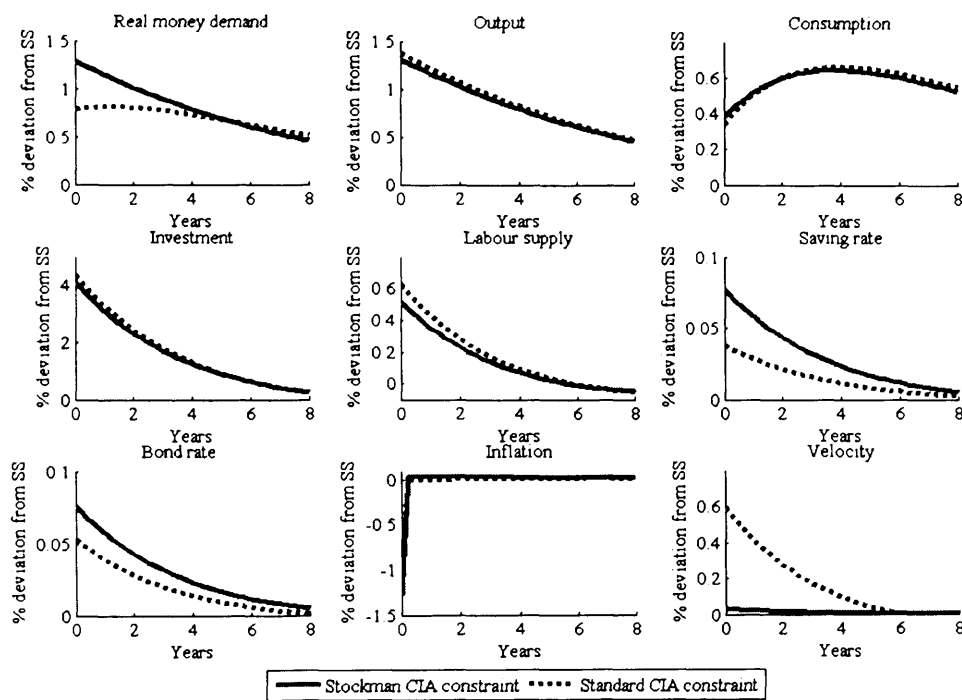 Real money demand
% deviation from SS
1 5
1
0 5
0
0 2 4 6 8
Years
Output
% deviation from SS
1 5
1
0 5
0
0 2 4 6 8
Years
Consumption
% deviation from SS
0.6
0 4
0 2
0
0 2 4 6 8
Years
Investment
% deviation from SS
4
2
0
0 2 4 6 8
Years
Labour supply
% deviation from SS
0 6
0 4
0 2
0
0 2 4 6 8
Years
Saving rate
% deviation from SS
0.1
0.05
0
0 2 4 6 8
Years
Bond rate
% deviation from SS
0 1
0.05
0
0 2 4 6 8
Years
Inflation
% deviation from SS
0
-0 5
-1
-1.5
0 2 4 6 8
Years
Velocity
% deviation from SS
0.6
0 4
0.2
0
0 2 4 6 8
Years
Stockman CIA constraint
Standard CIA constraint